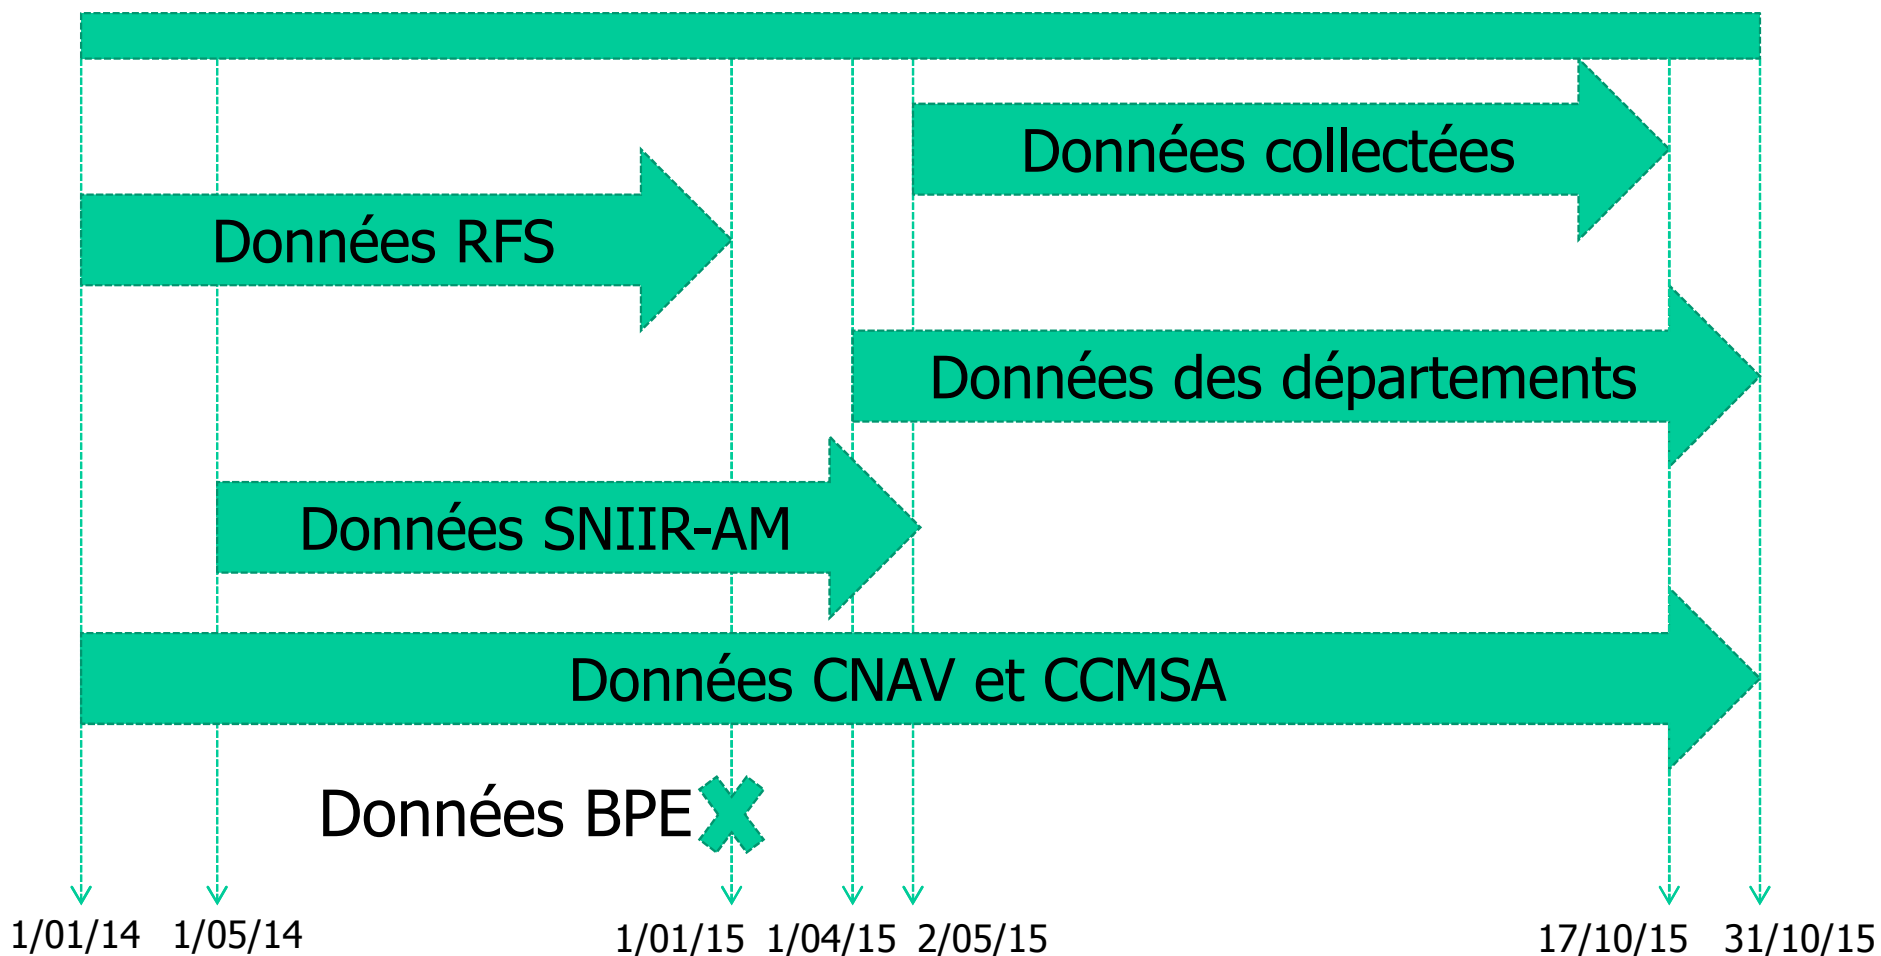 Données collectées
Données RFS
Données des départements
Données SNIIR-AM
Données CNAV et CCMSA
Données BPE
1/01/14 1/05/14 1/01/15 1/04/15 2/05/15 17/10/15 31/10/15